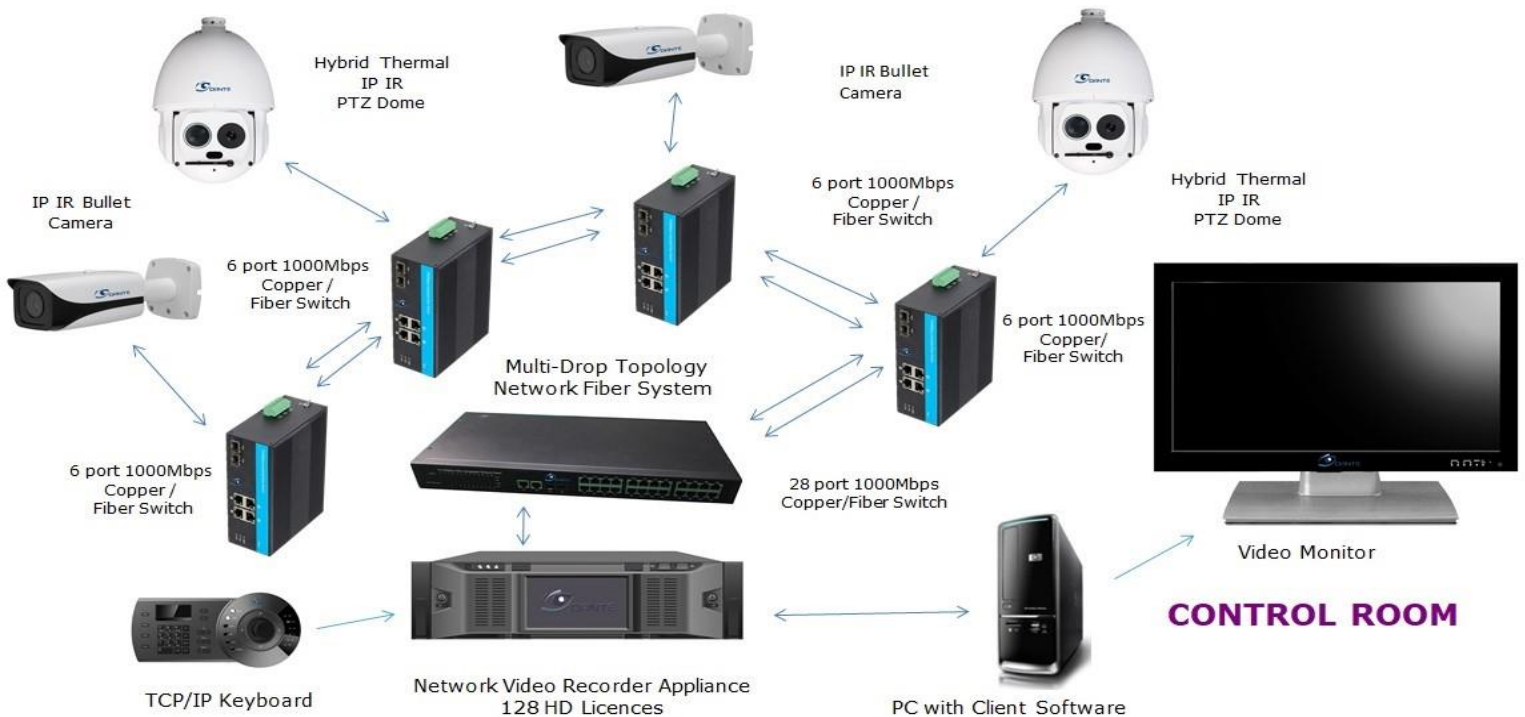 Hybrid Thermal
IP IR
PTZ Dome
IP IR Bullet
Camera
IP IR Bullet
Camera
6 port 1000Mbps
Copper /
Fiber Switch
Hybrid Thermal
IP IR
PTZ Dome
6 port 1000Mbps
Copper /
Fiber Switch
6 port 1000Mbps
Copper/
Fiber Switch
Multi-Drop Topology
Network Fiber System
6 port 1000Mbps
Copper /
Fiber Switch
28 port 1000Mbps
Copper/Fiber Switch
Video Monitor
CONTROL ROOM
TCP/IP Keyboard
Network Video Recorder Appliance
128 HD Licences
PC with Client Software